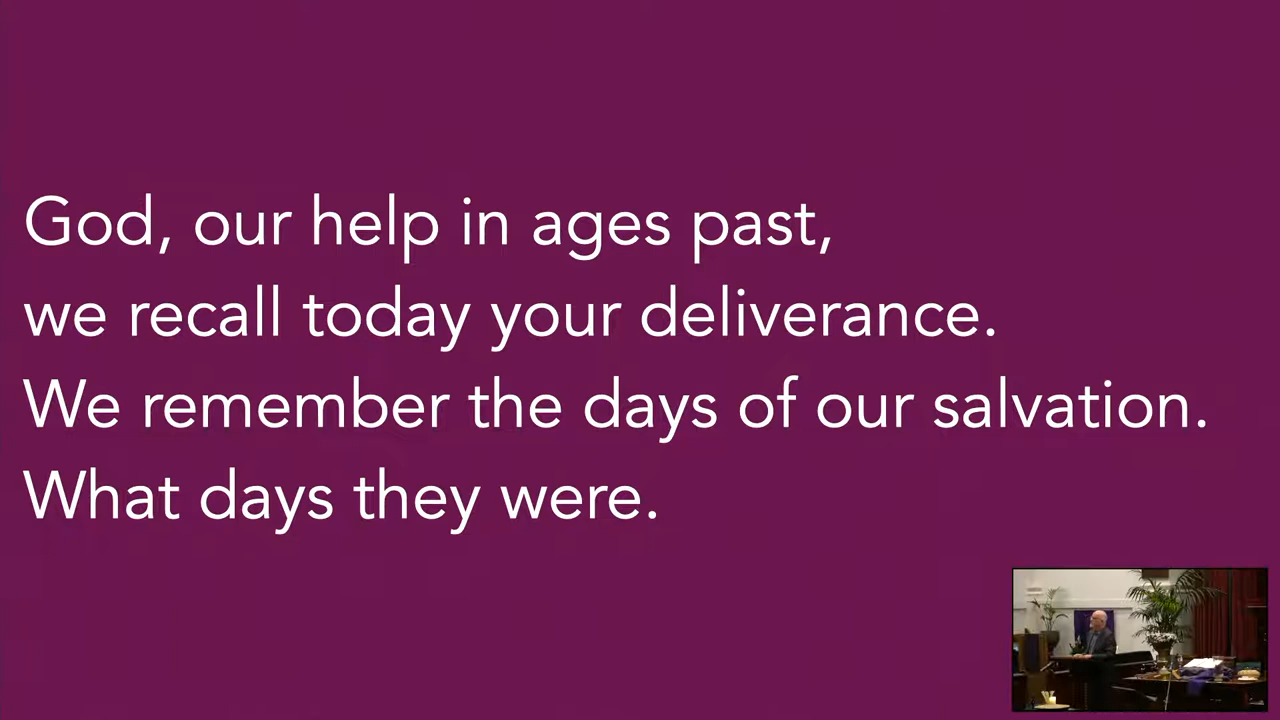 God, our help in ages past,
we recall today your deliverance.
We remember the days of our salvation.
What days they were.